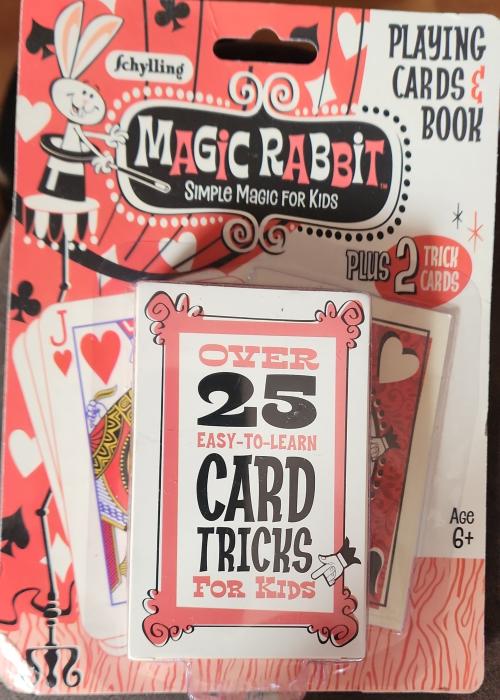 Schylling
PLAYING
CARDS &
BOOK
MAGIC RABBIT™
SIMPLE MAGIC FOR KIDS
PLUS 2 TRICK
CARDS
J
OVER
25
EASY-TO-LEARN
CARD
TRICKS
FOR KIDS
Age
6+